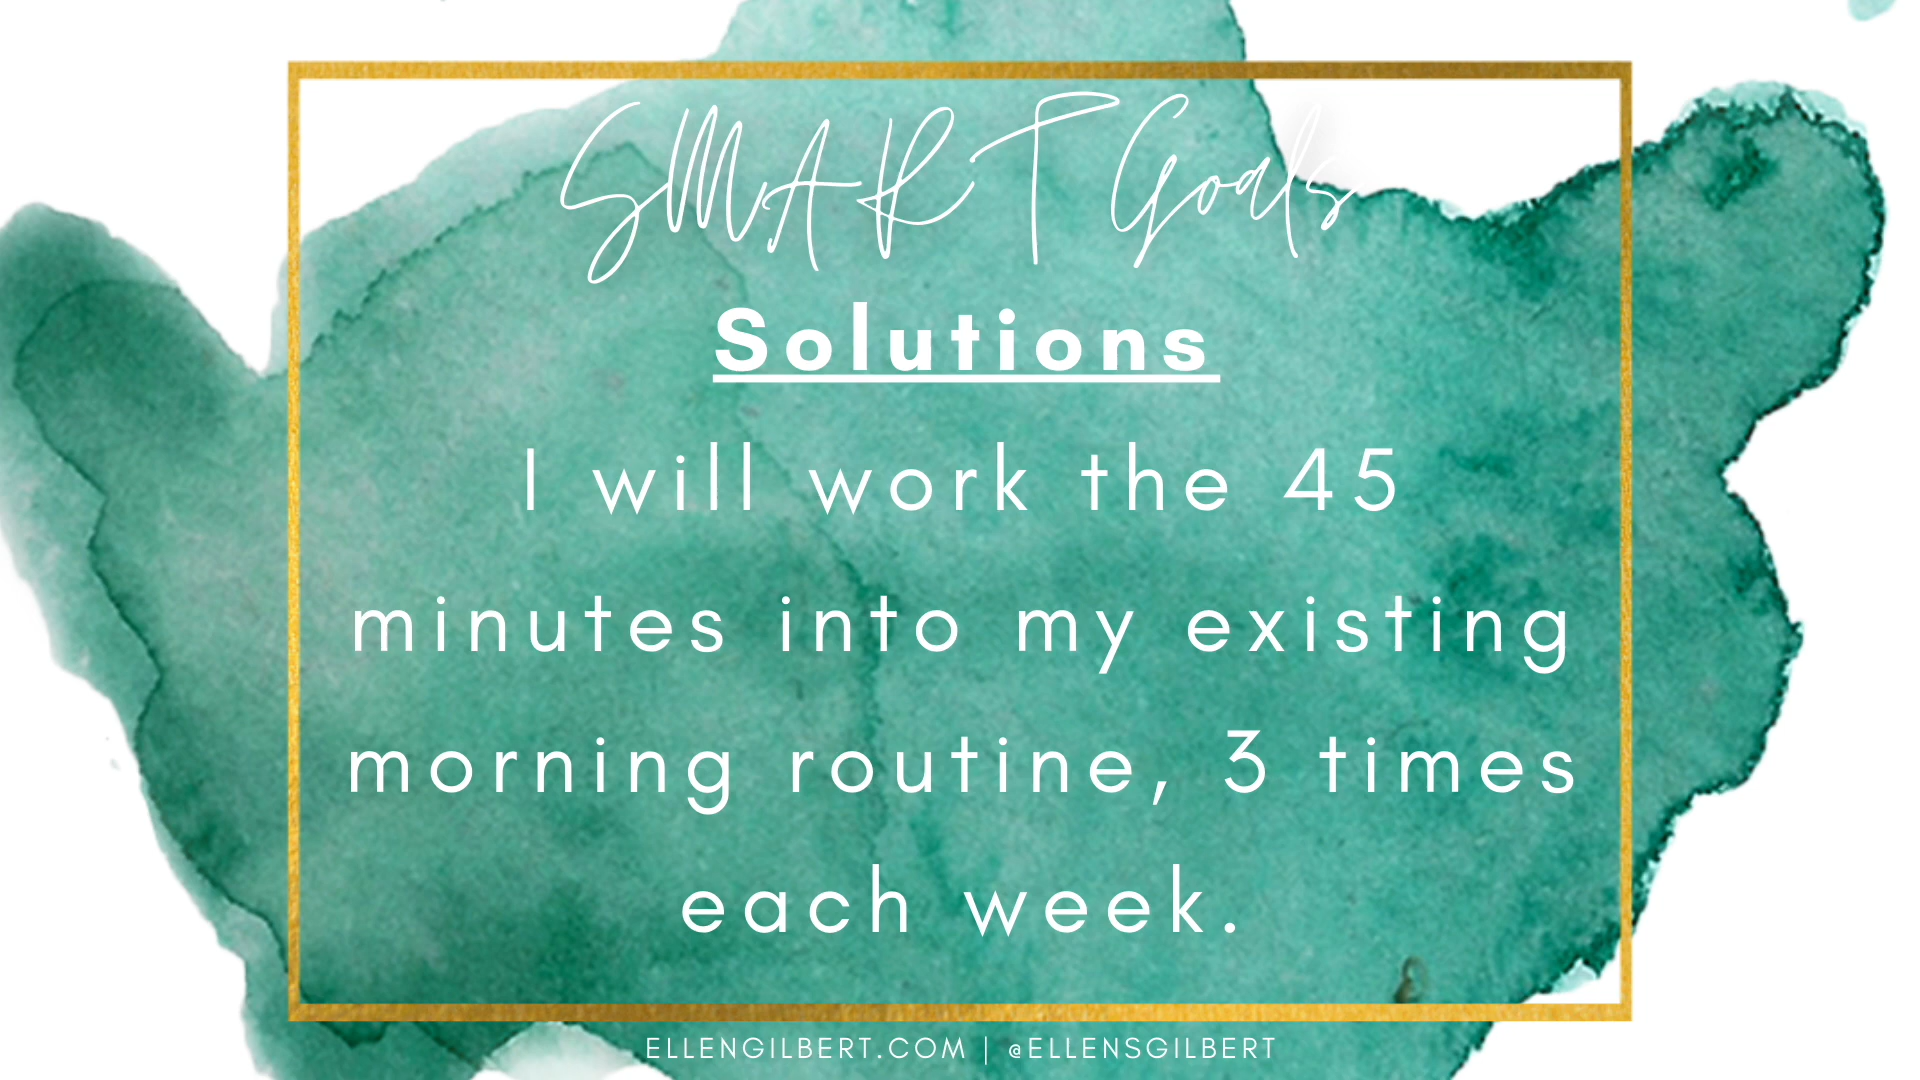 SMART Goals
Solutions
I will work the 45
minutes into my existing
morning routine, 3 times
each week.
ELLENGILBERT.COM | @ELLENSGILBERT